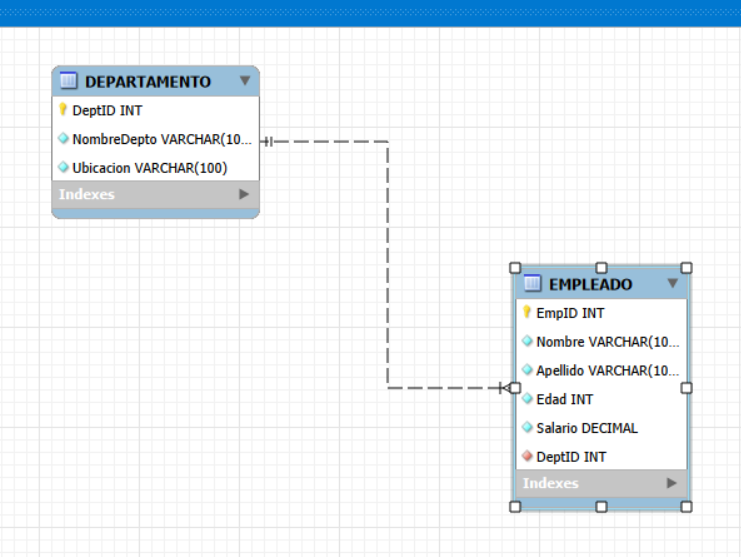 DEPARTAMENTO
DeptID INT
NombreDepto VARCHAR(10...
Ubicacion VARCHAR(100)
Indexes
EMPLEADO
EmpID INT
Nombre VARCHAR(10...
Apellido VARCHAR(10...
Edad INT
Salario DECIMAL
DeptID INT
Indexes